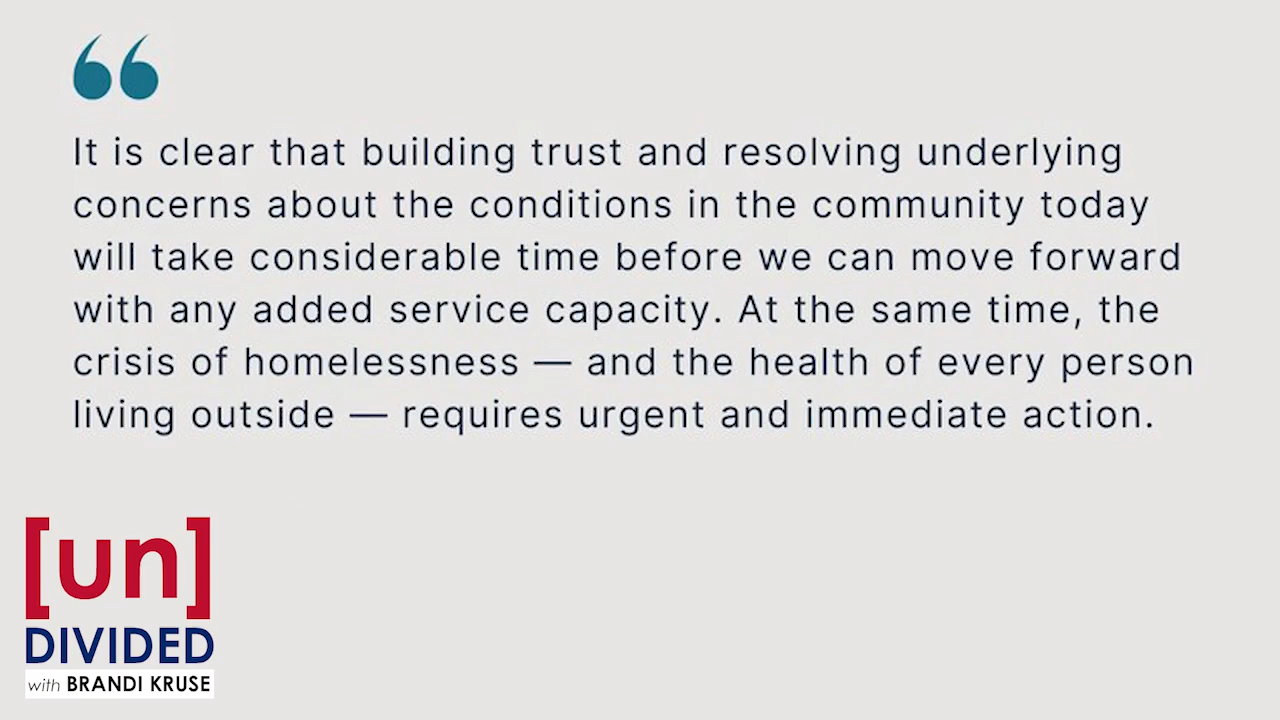 “
It is clear that building trust and resolving underlying
concerns about the conditions in the community today
will take considerable time before we can move forward
with any added service capacity. At the same time, the
crisis of homelessness — and the health of every person
living outside — requires urgent and immediate action.
[un]
DIVIDED
with BRANDI KRUSE